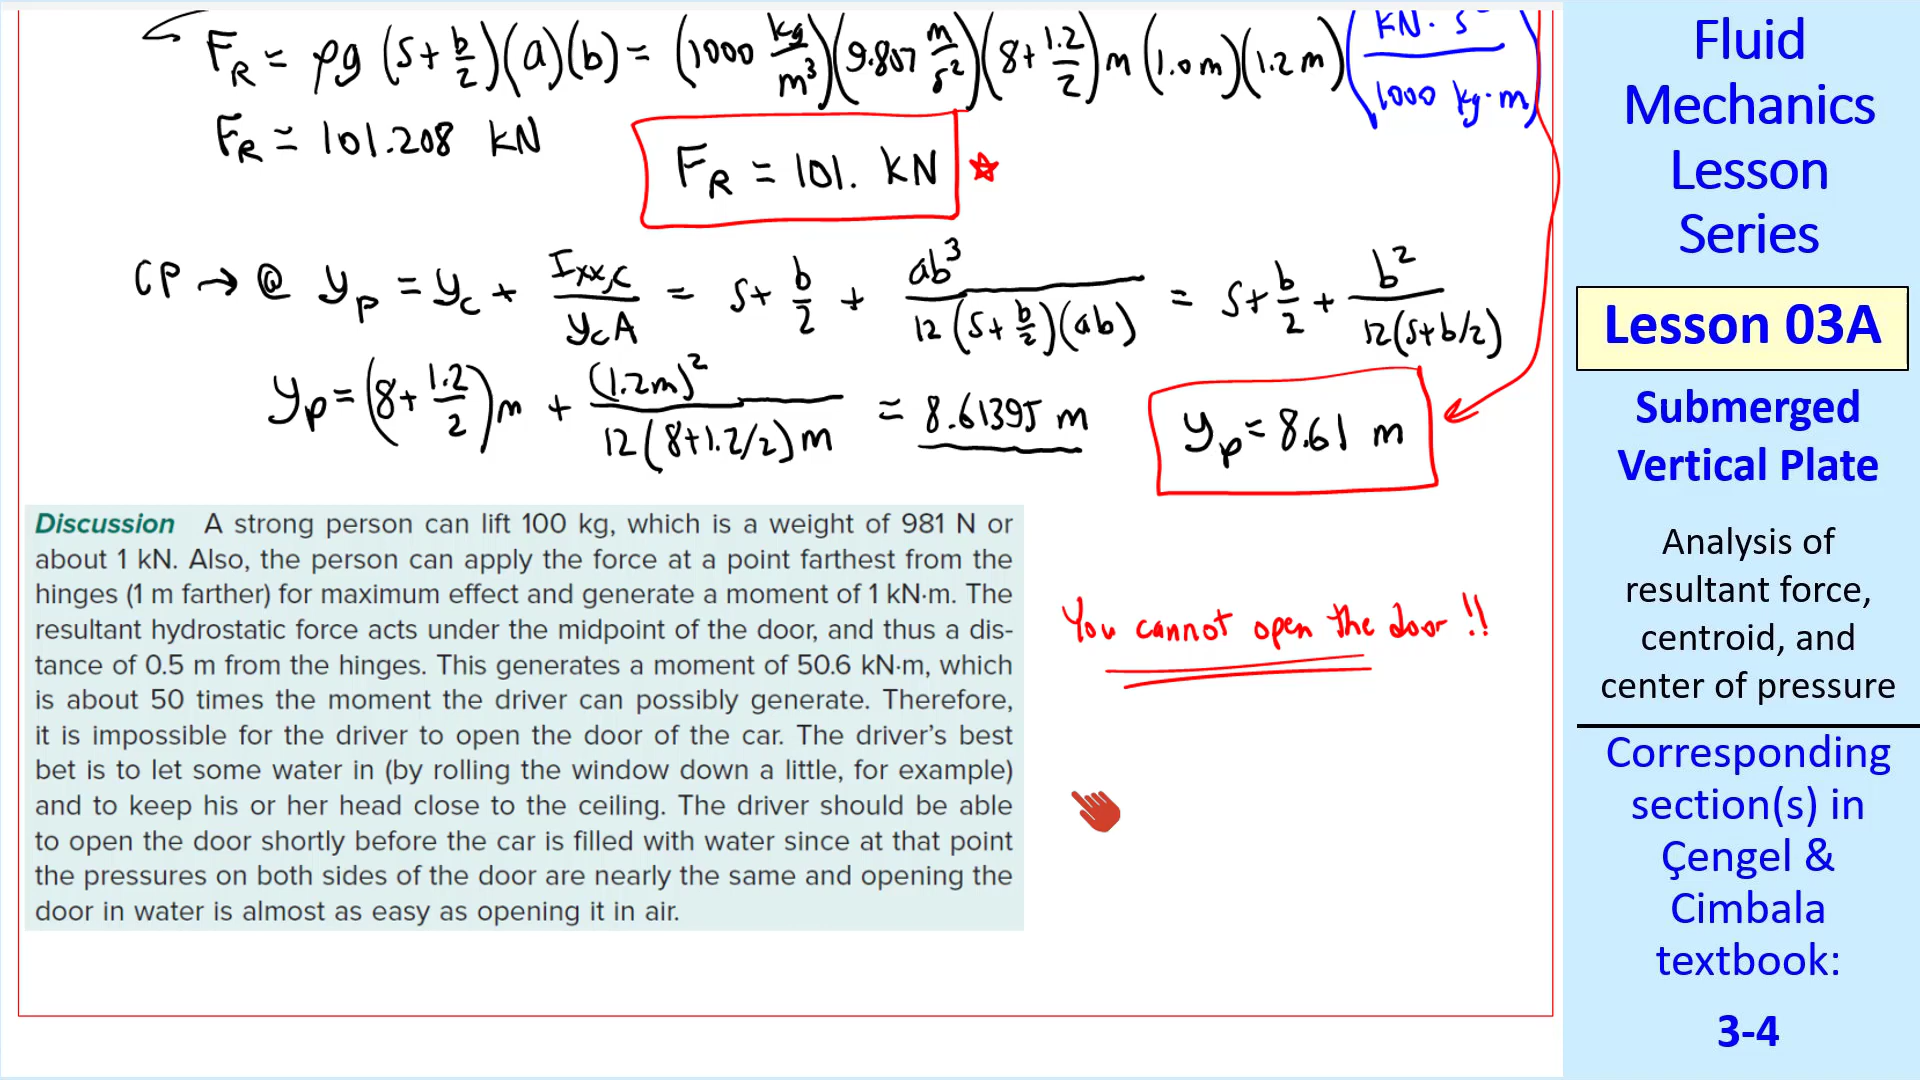 F_R = ρg (s + b/2)(a)(b) = (1000 kg/m³)(9.807 m/s²)(8 + 1.2/2) m (1.0 m)(1.2 m)(kN·s²/1000 kg·m)
F_R = 101.208 kN
F_R = 101. kN
CP → @ y_p = y_c + I_xx,c/(y_c A) = s + b/2 + ab³/(12(s + b/2)(ab)) = s + b/2 + b²/(12(s+b/2))
y_p = (8 + 1.2/2) m + (1.2m)²/(12(8+1.2/2)m) = 8.61395 m
y_p = 8.61 m
Discussion A strong person can lift 100 kg, which is a weight of 981 N or
about 1 kN. Also, the person can apply the force at a point farthest from the
hinges (1 m farther) for maximum effect and generate a moment of 1 kN·m. The
resultant hydrostatic force acts under the midpoint of the door, and thus a dis-
tance of 0.5 m from the hinges. This generates a moment of 50.6 kN·m, which
is about 50 times the moment the driver can possibly generate. Therefore,
it is impossible for the driver to open the door of the car. The driver's best
bet is to let some water in (by rolling the window down a little, for example)
and to keep his or her head close to the ceiling. The driver should be able
to open the door shortly before the car is filled with water since at that point
the pressures on both sides of the door are nearly the same and opening the
door in water is almost as easy as opening it in air.
You cannot open the door !!
Fluid
Mechanics
Lesson
Series
Lesson 03A
Submerged
Vertical Plate
Analysis of
resultant force,
centroid, and
center of pressure
Corresponding
section(s) in
Çengel &
Cimbala
textbook:
3-4